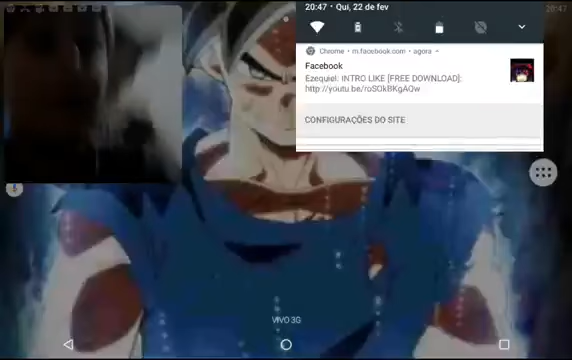 20:47 • Qui, 22 de fev
20:47
Chrome • m.facebook.com • agora
Facebook
Ezequiel: INTRO LIKE [FREE DOWNLOAD]:
http://youtu.be/roSOkBKgAOw
CONFIGURAÇÕES DO SITE
VIVO 3G